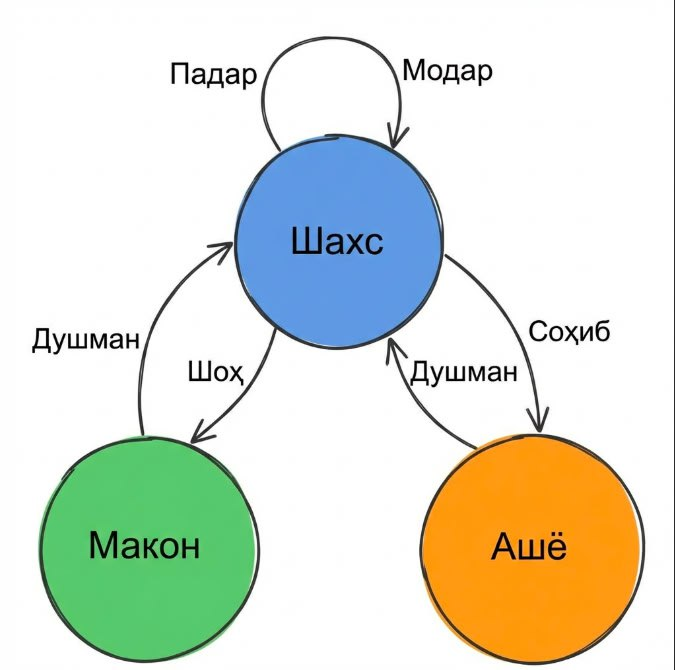 Падар
Модар
Шахс
Душман
Шоҳ
Соҳиб
Душман
Макон
Ашё